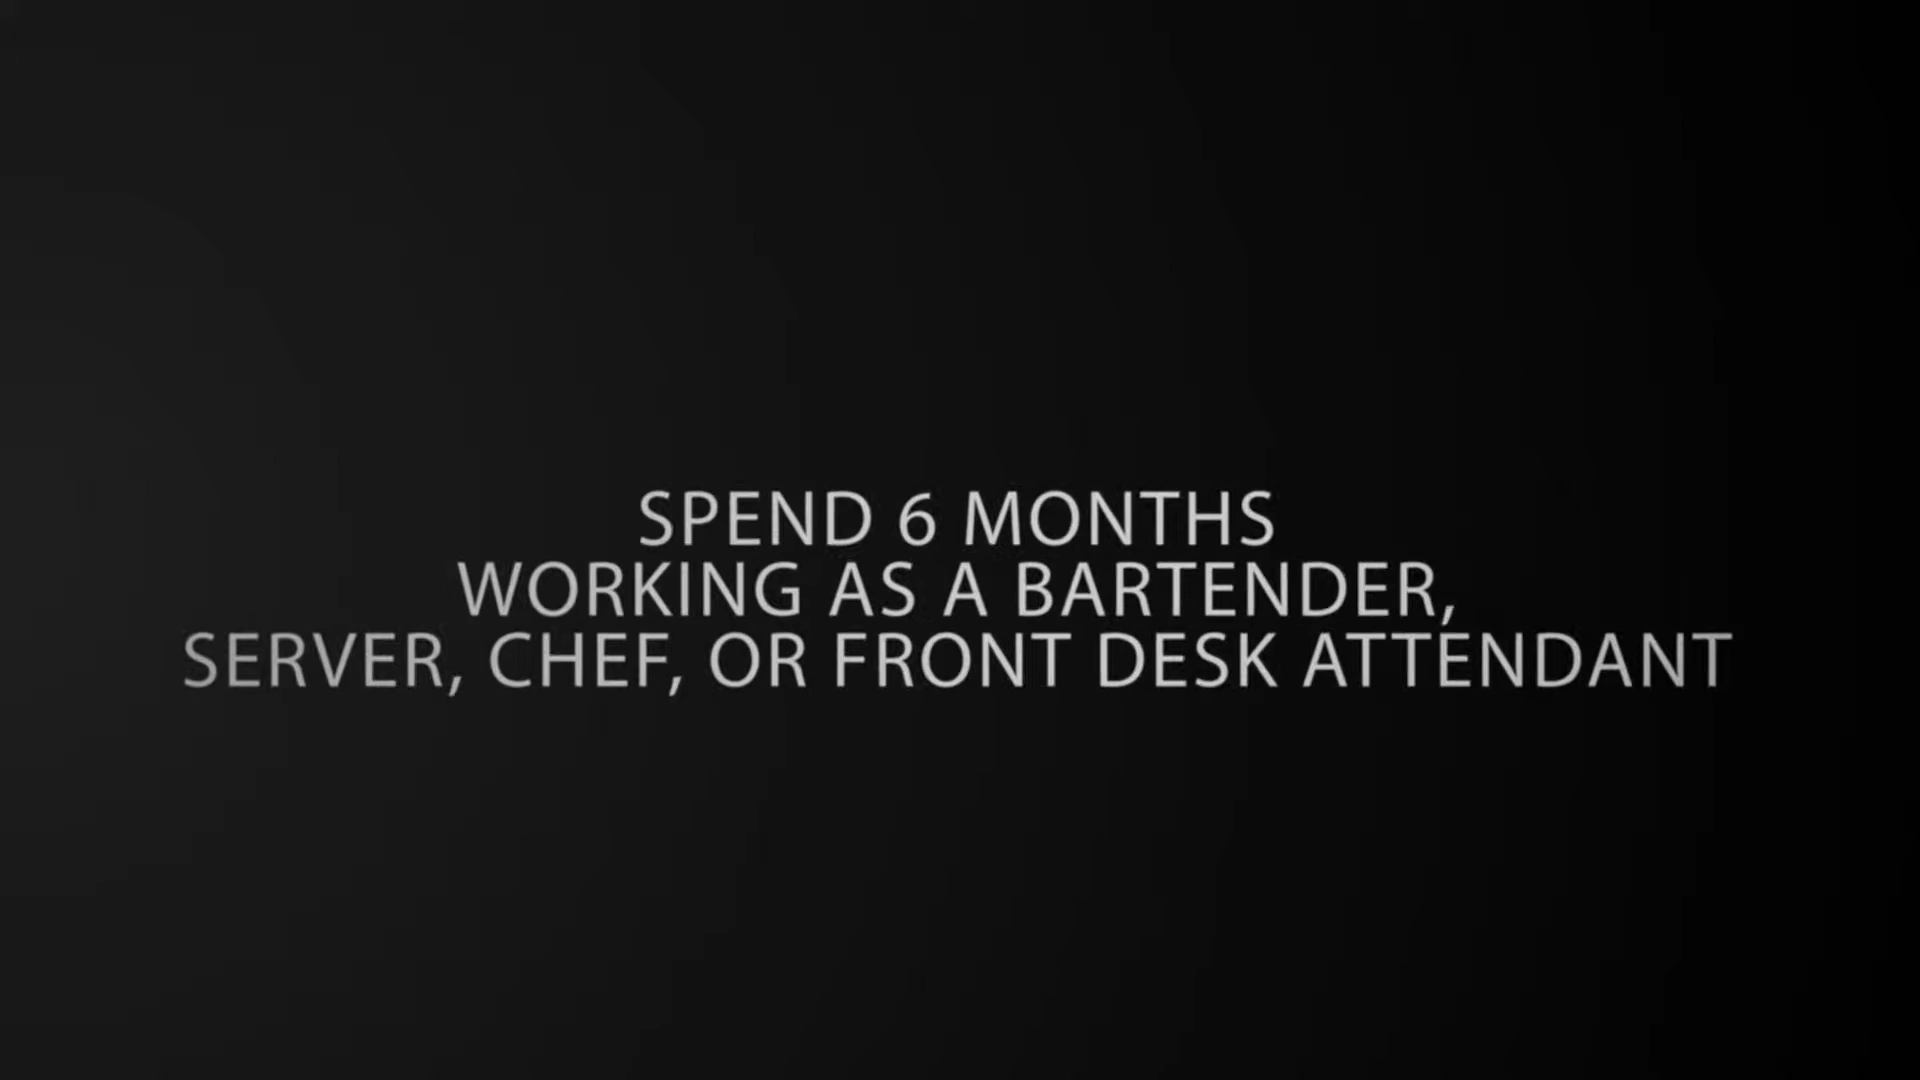 SPEND 6 MONTHS
WORKING AS A BARTENDER,
SERVER, CHEF, OR FRONT DESK ATTENDANT